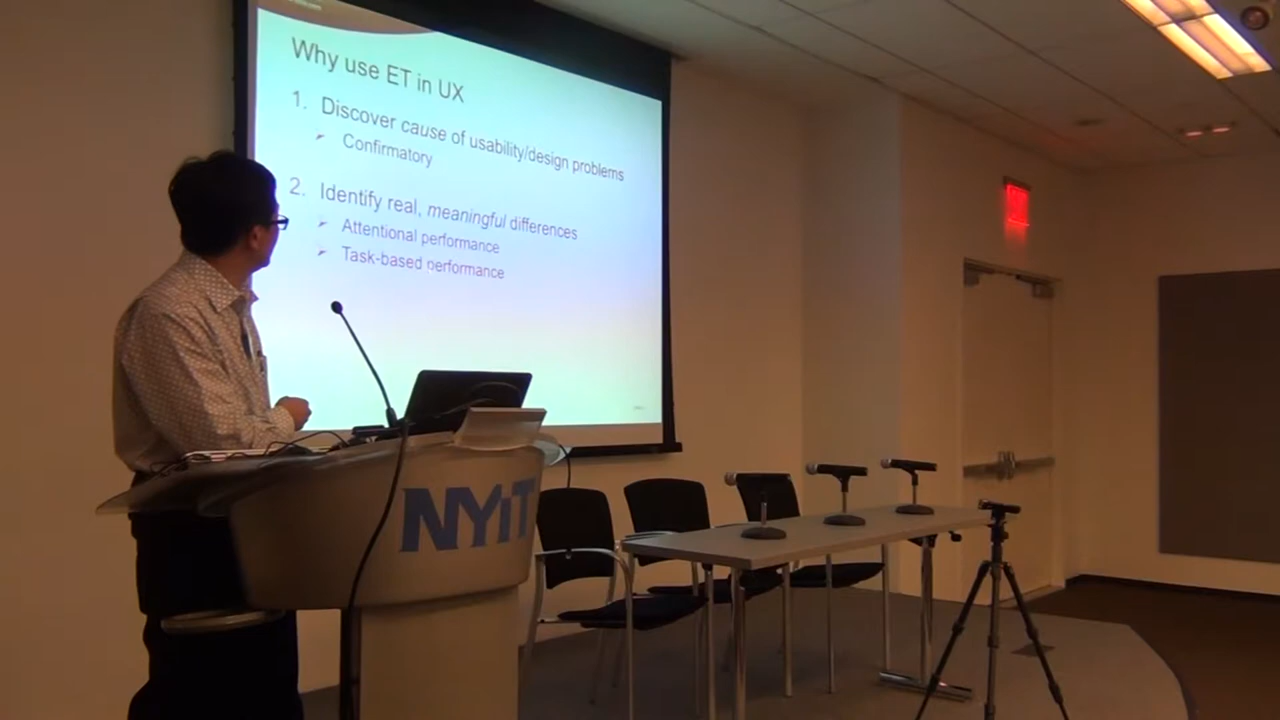 Why use ET in UX
1. Discover cause of usability/design problems
Confirmatory
2. Identify real, meaningful differences
Attentional performance
Task-based performance
NYiT